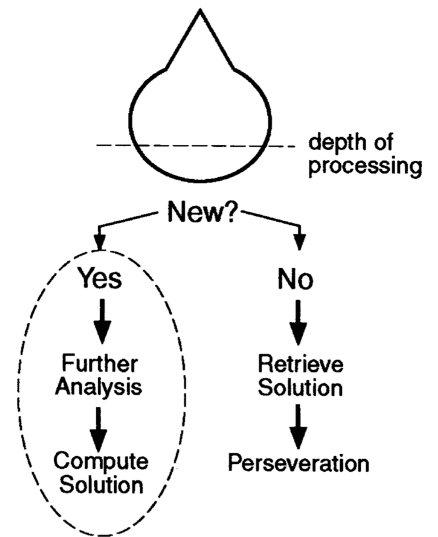 depth of
processing
New?
Yes
No
Further
Analysis
Retrieve
Solution
Compute
Solution
Perseveration